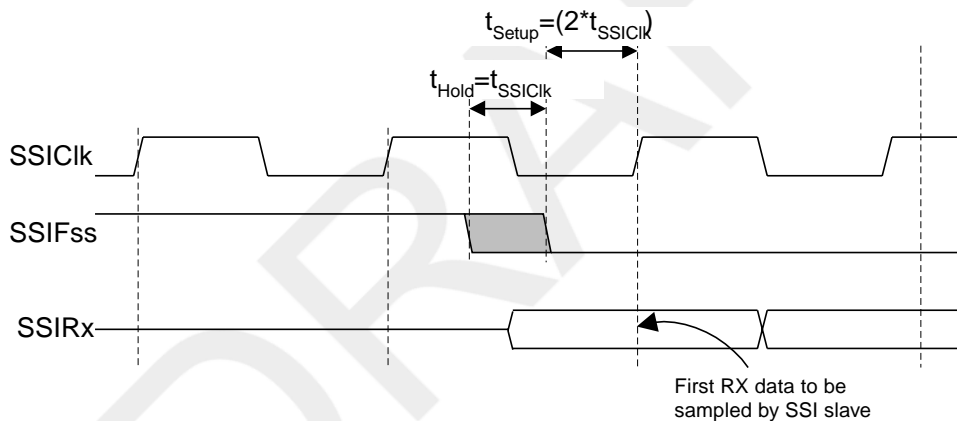 t_Setup=(2*t_SSIClk)
t_Hold=t_SSIClk
SSIClk
SSIFss
SSIRx
First RX data to be
sampled by SSI slave